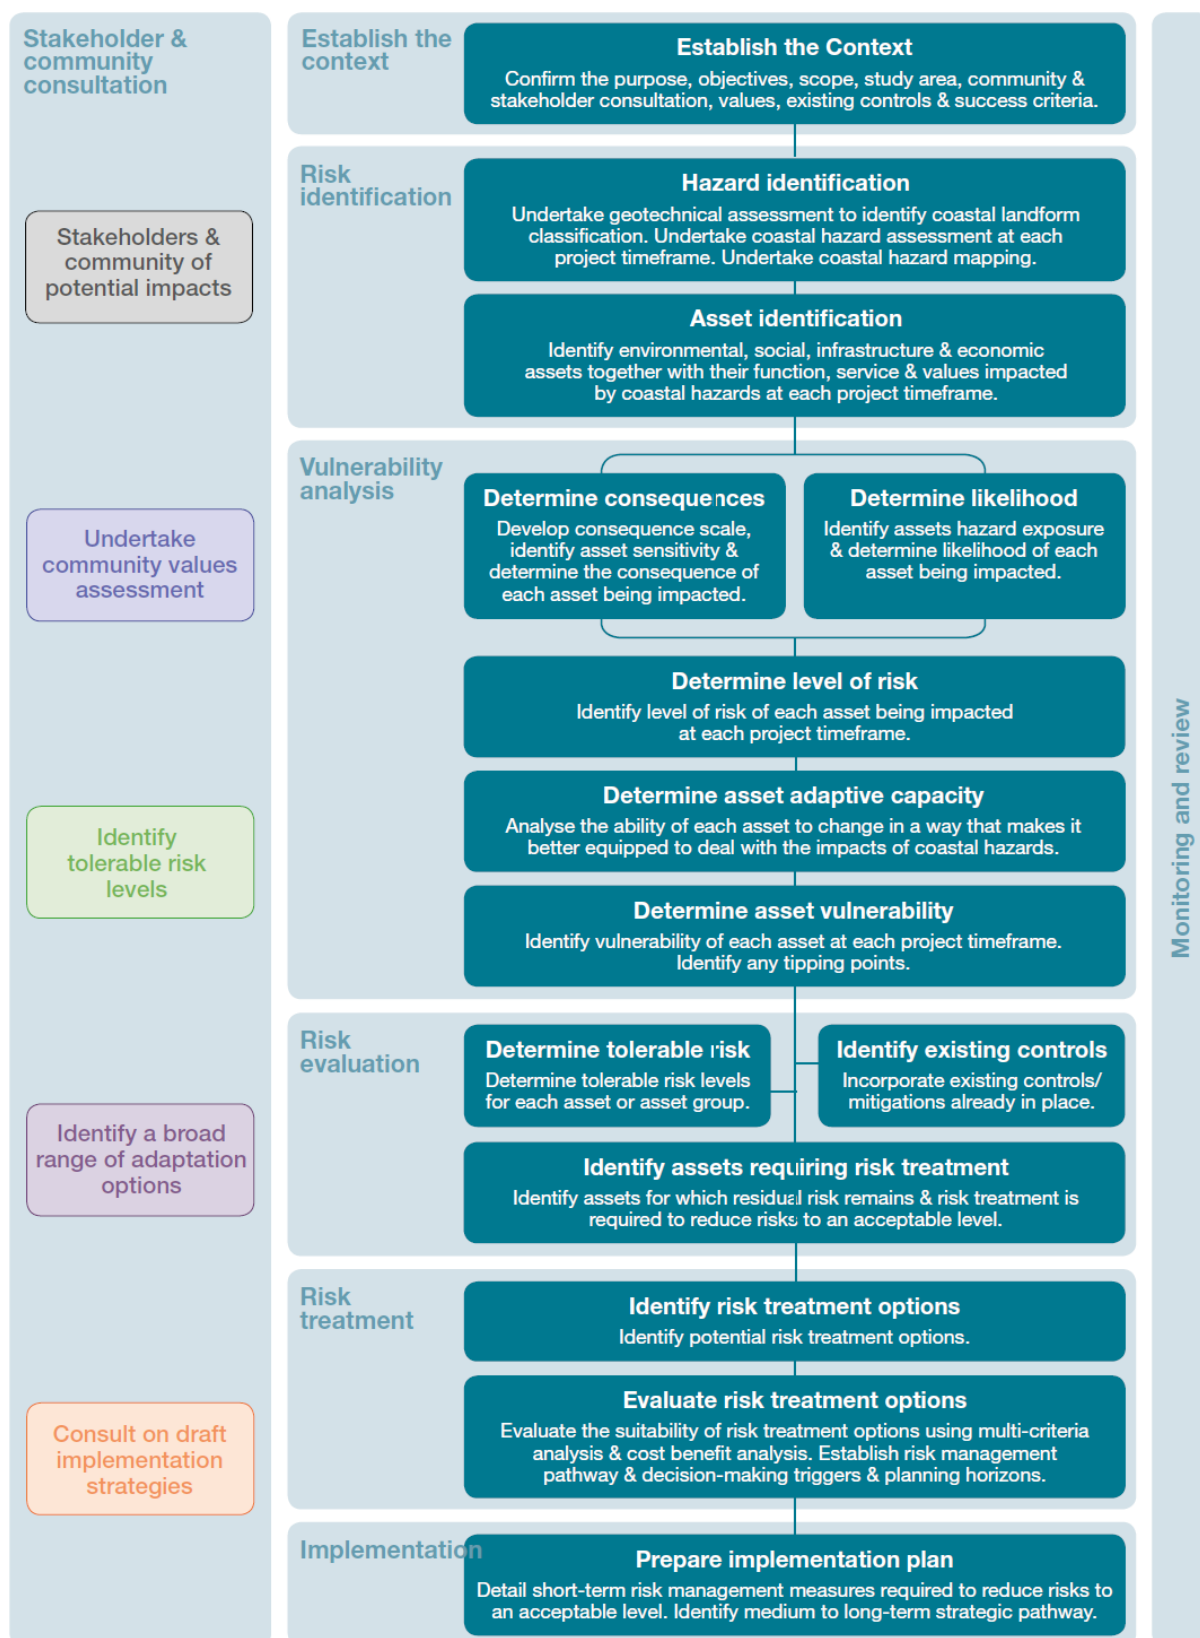 Stakeholder &
community
consultation
Stakeholders &
community of
potential impacts
Undertake
community values
assessment
Identify
tolerable risk
levels
Identify a broad
range of adaptation
options
Consult on draft
implementation
strategies
Establish the
context
Establish the Context
Confirm the purpose, objectives, scope, study area, community &
stakeholder consultation, values, existing controls & success criteria.
Risk
identification
Hazard identification
Undertake geotechnical assessment to identify coastal landform
classification. Undertake coastal hazard assessment at each
project timeframe. Undertake coastal hazard mapping.
Asset identification
Identify environmental, social, infrastructure & economic
assets together with their function, service & values impacted
by coastal hazards at each project timeframe.
Vulnerability
analysis
Determine consequences
Develop consequence scale,
identify asset sensitivity &
determine the consequence of
each asset being impacted.
Determine likelihood
Identify assets hazard exposure
& determine likelihood of each
asset being impacted.
Determine level of risk
Identify level of risk of each asset being impacted
at each project timeframe.
Determine asset adaptive capacity
Analyse the ability of each asset to change in a way that makes it
better equipped to deal with the impacts of coastal hazards.
Determine asset vulnerability
Identify vulnerability of each asset at each project timeframe.
Identify any tipping points.
Risk
evaluation
Determine tolerable risk
Determine tolerable risk levels
for each asset or asset group.
Identify existing controls
Incorporate existing controls/
mitigations already in place.
Identify assets requiring risk treatment
Identify assets for which residual risk remains & risk treatment is
required to reduce risks to an acceptable level.
Risk
treatment
Identify risk treatment options
Identify potential risk treatment options.
Evaluate risk treatment options
Evaluate the suitability of risk treatment options using multi-criteria
analysis & cost benefit analysis. Establish risk management
pathway & decision-making triggers & planning horizons.
Implementation
Prepare implementation plan
Detail short-term risk management measures required to reduce risks to
an acceptable level. Identify medium to long-term strategic pathway.
Monitoring and review